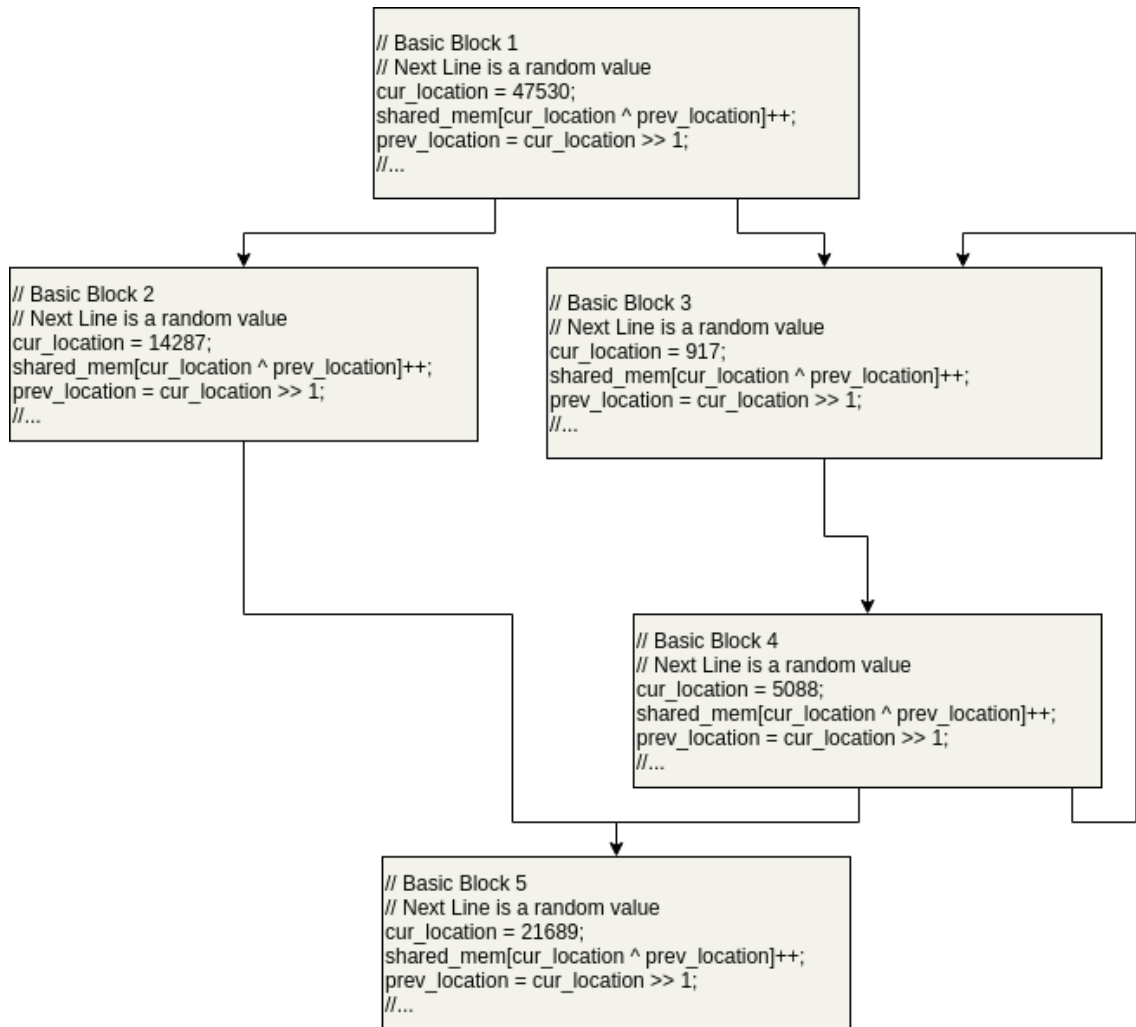 // Basic Block 1
// Next Line is a random value
cur_location = 47530;
shared_mem[cur_location ^ prev_location]++;
prev_location = cur_location >> 1;
//...
// Basic Block 2
// Next Line is a random value
cur_location = 14287;
shared_mem[cur_location ^ prev_location]++;
prev_location = cur_location >> 1;
//...
// Basic Block 3
// Next Line is a random value
cur_location = 917;
shared_mem[cur_location ^ prev_location]++;
prev_location = cur_location >> 1;
//...
// Basic Block 4
// Next Line is a random value
cur_location = 5088;
shared_mem[cur_location ^ prev_location]++;
prev_location = cur_location >> 1;
//...
// Basic Block 5
// Next Line is a random value
cur_location = 21689;
shared_mem[cur_location ^ prev_location]++;
prev_location = cur_location >> 1;
//...